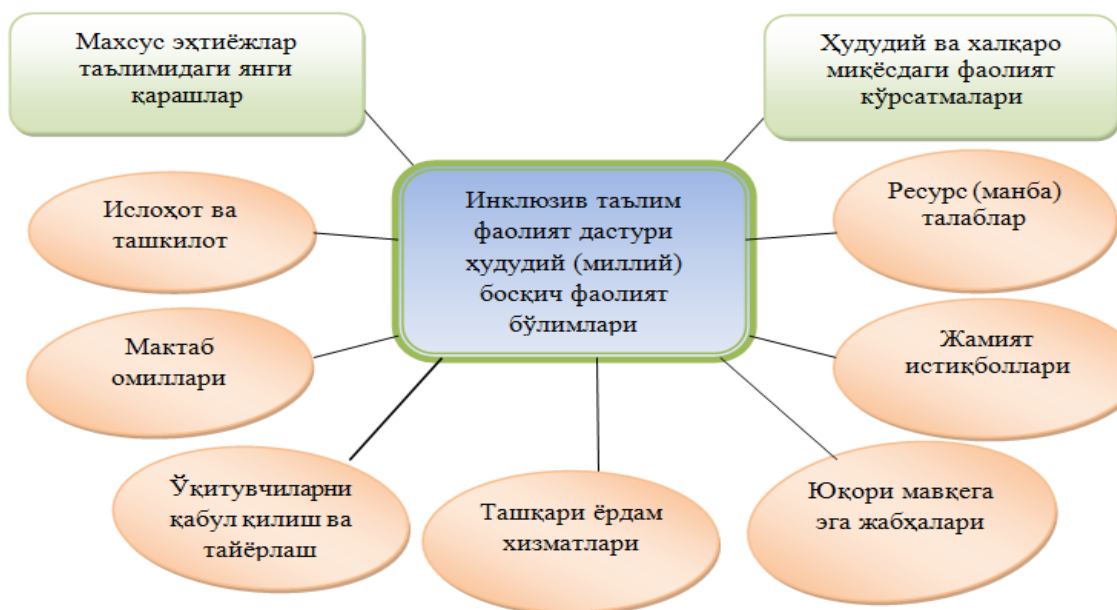 Махсус эҳтиёжлар
таълимидаги янги
қарашлар
Ҳудудий ва халқаро
миқёсдаги фаолият
кўрсатмалари
Инклюзив таълим
фаолият дастури
ҳудудий (миллий)
босқич фаолият
бўлимлари
Ислоҳот ва
ташкилот
Ресурс (манба)
талаблар
Мактаб
омиллари
Жамият
истиқболлари
Ўқитувчиларни
қабул қилиш ва
тайёрлаш
Ташқари ёрдам
хизматлари
Юқори мавқега
эга жабҳалари